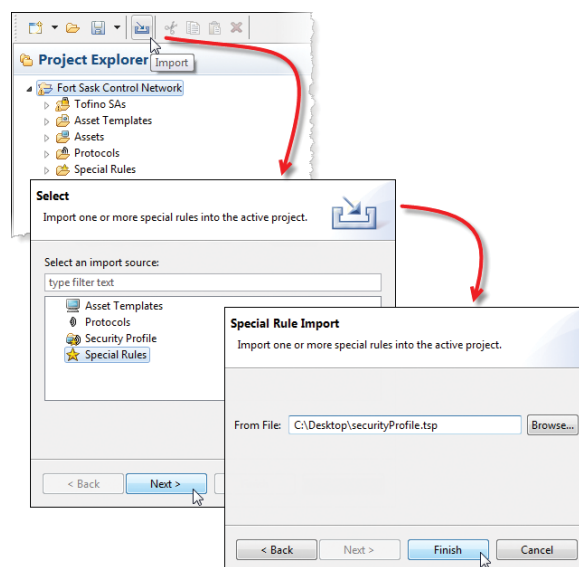 Project Explorer
Import
Fort Sask Control Network
Tofino SAs
Asset Templates
Assets
Protocols
Special Rules
Select
Import one or more special rules into the active project.
Select an import source:
type filter text
Asset Templates
Protocols
Security Profile
Special Rules
< Back Next >
Special Rule Import
Import one or more special rules into the active project.
From File: C:\Desktop\securityProfile.tsp Browse...
< Back Next > Finish Cancel